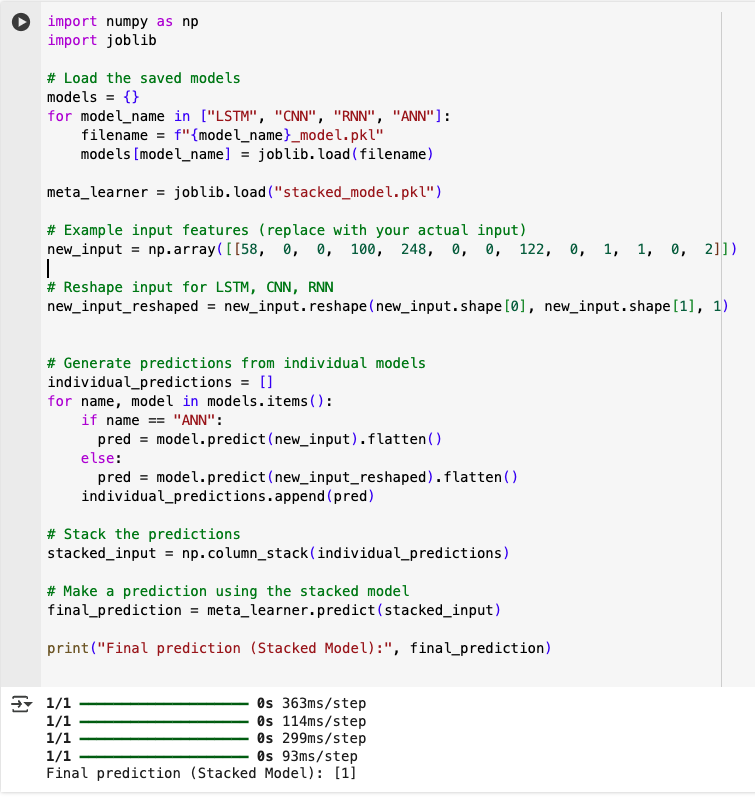 import numpy as np
import joblib
# Load the saved models
models = {}
for model_name in ["LSTM", "CNN", "RNN", "ANN"]:
    filename = f"{model_name}_model.pkl"
    models[model_name] = joblib.load(filename)
meta_learner = joblib.load("stacked_model.pkl")
# Example input features (replace with your actual input)
new_input = np.array([[58,  0,  0,  100,  248,  0,  0,  122,  0,  1,  1,  0,  2]])
# Reshape input for LSTM, CNN, RNN
new_input_reshaped = new_input.reshape(new_input.shape[0], new_input.shape[1], 1)
# Generate predictions from individual models
individual_predictions = []
for name, model in models.items():
    if name == "ANN":
      pred = model.predict(new_input).flatten()
    else:
      pred = model.predict(new_input_reshaped).flatten()
    individual_predictions.append(pred)
# Stack the predictions
stacked_input = np.column_stack(individual_predictions)
# Make a prediction using the stacked model
final_prediction = meta_learner.predict(stacked_input)
print("Final prediction (Stacked Model):", final_prediction)
1/1 0s 363ms/step
1/1 0s 114ms/step
1/1 0s 299ms/step
1/1 0s 93ms/step
Final prediction (Stacked Model): [1]